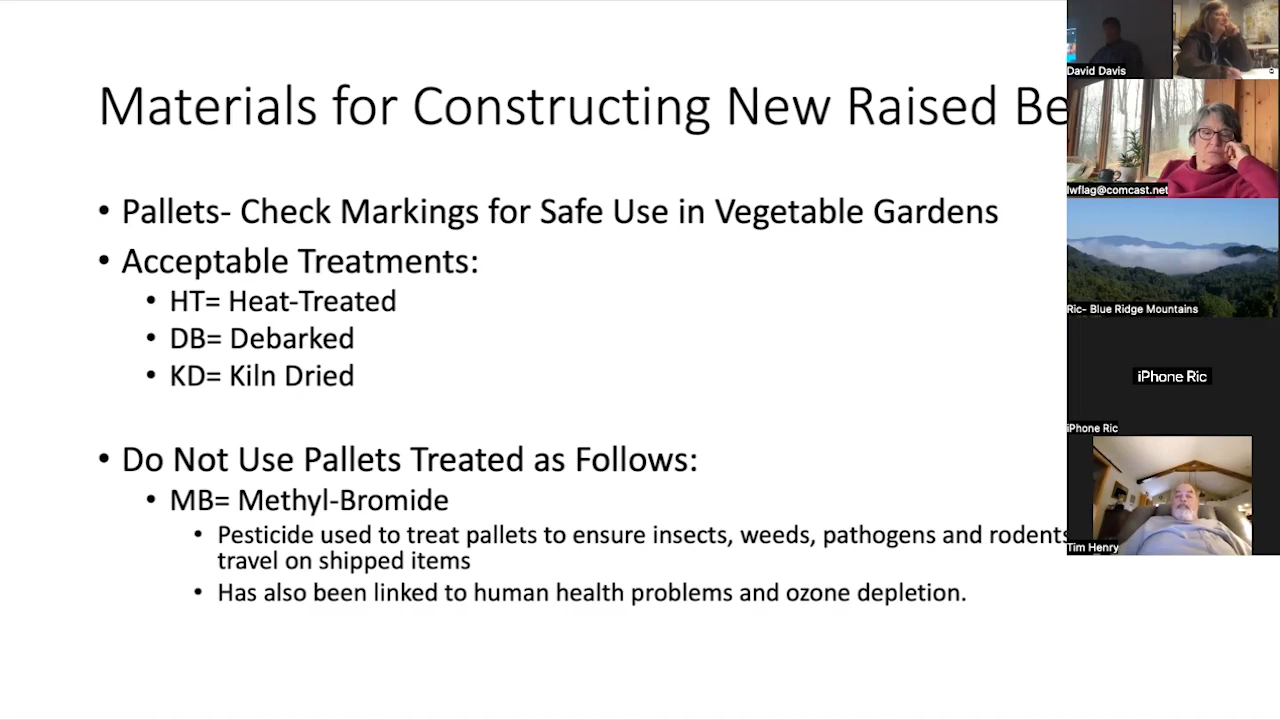 Materials for Constructing New Raised Be
• Pallets- Check Markings for Safe Use in Vegetable Gardens
• Acceptable Treatments:
• HT= Heat-Treated
• DB= Debarked
• KD= Kiln Dried
• Do Not Use Pallets Treated as Follows:
• MB= Methyl-Bromide
• Pesticide used to treat pallets to ensure insects, weeds, pathogens and rodents
travel on shipped items
• Has also been linked to human health problems and ozone depletion.
David Davis
lwflag@comcast.net
Ric- Blue Ridge Mountains
iPhone Ric
iPhone Ric
Tim Henry